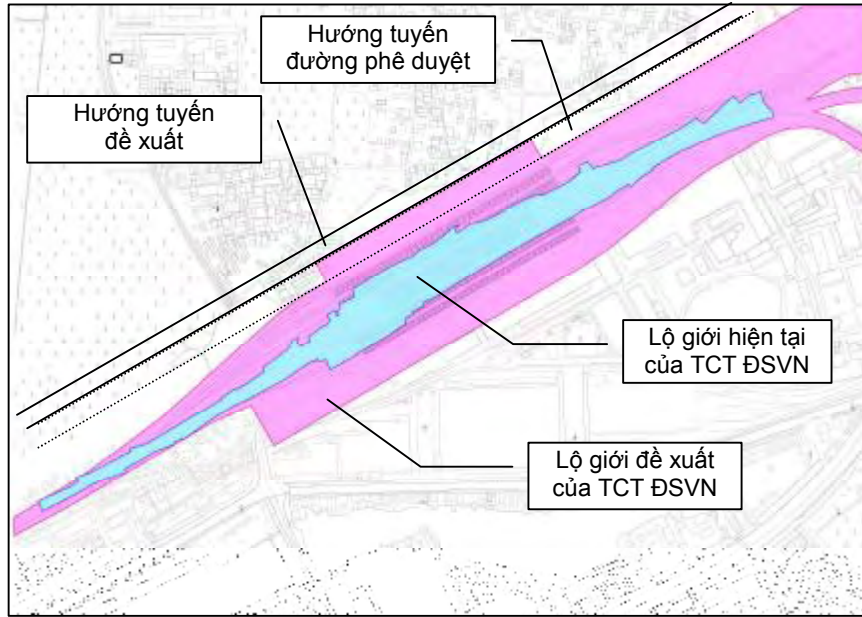 Hướng tuyến
đường phê duyệt
Hướng tuyến
đề xuất
Lộ giới hiện tại
của TCT ĐSVN
Lộ giới đề xuất
của TCT ĐSVN